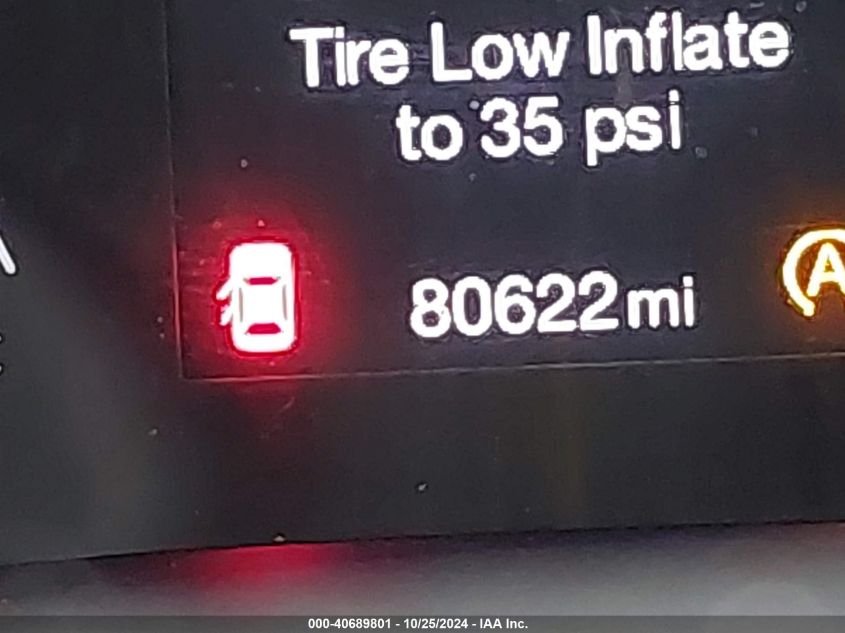 Tire Low Inflate
to 35 psi
80622 mi
A
000-40689801 - 10/25/2024 - IAA Inc.